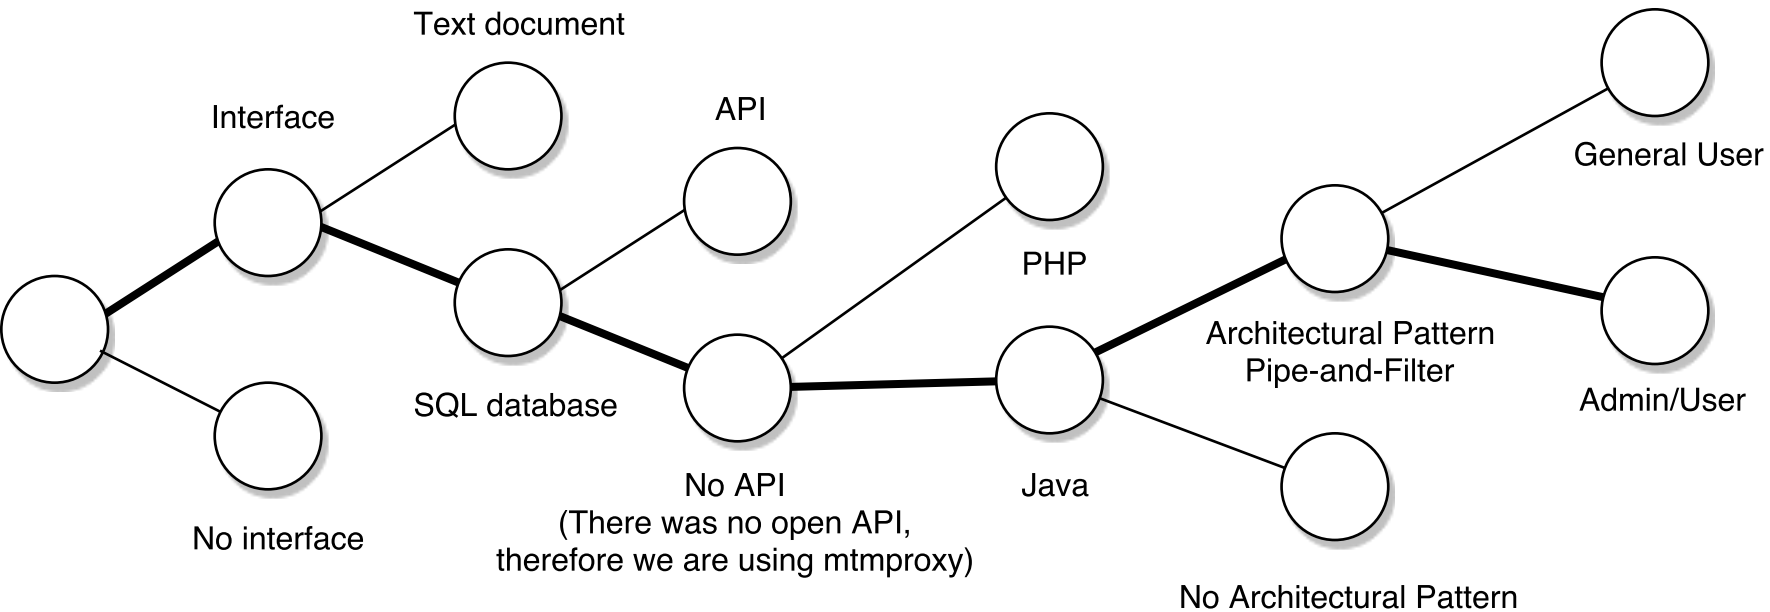 Text document
Interface
API
General User
PHP
Architectural Pattern
Pipe-and-Filter
Admin/User
SQL database
No API
(There was no open API,
therefore we are using mtmproxy)
Java
No interface
No Architectural Pattern